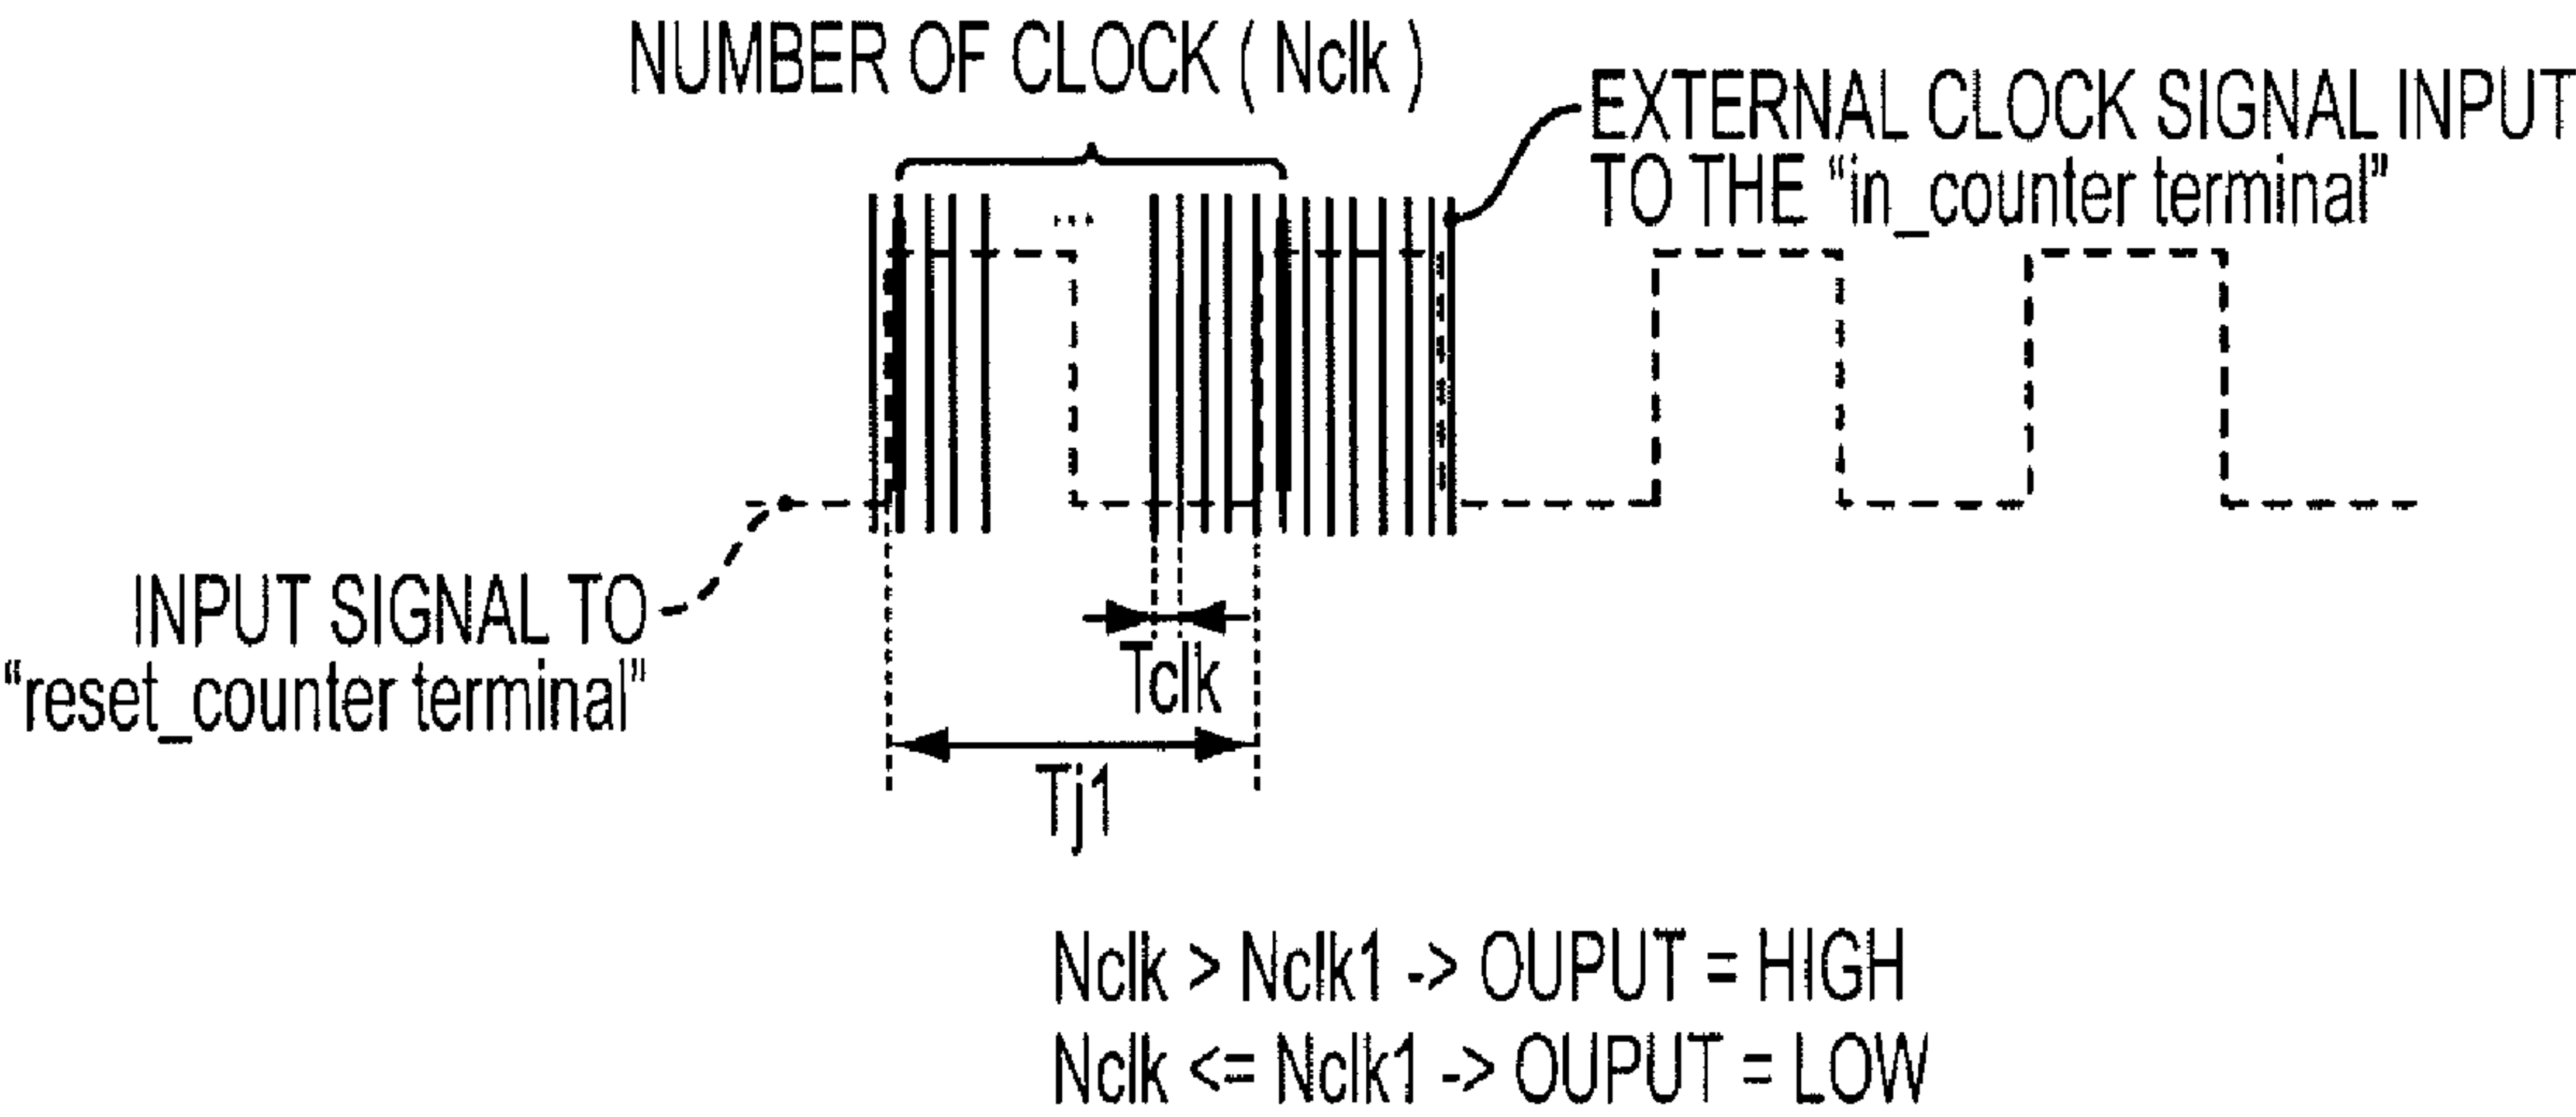 NUMBER OF CLOCK ( Nclk )
EXTERNAL CLOCK SIGNAL INPUT
TO THE “in_counter terminal”
...
INPUT SIGNAL TO
“reset_counter terminal”
Tclk
Tj1
Nclk > Nclk1 -> OUPUT = HIGH
Nclk <= Nclk1 -> OUPUT = LOW